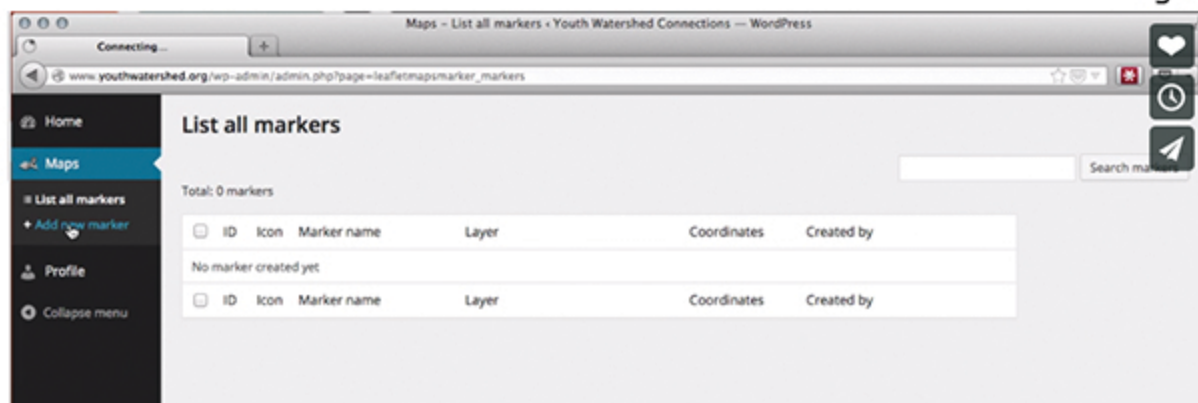 Maps – List all markers ‹ Youth Watershed Connections — WordPress
Connecting...
www.youthwatershed.org/wp-admin/admin.php?page=leafletmapsmarker_markers
Home
List all markers
Maps
Search markers
List all markers
Total: 0 markers
+ Add new marker
ID Icon Marker name Layer Coordinates Created by
No marker created yet
Profile
ID Icon Marker name Layer Coordinates Created by
Collapse menu